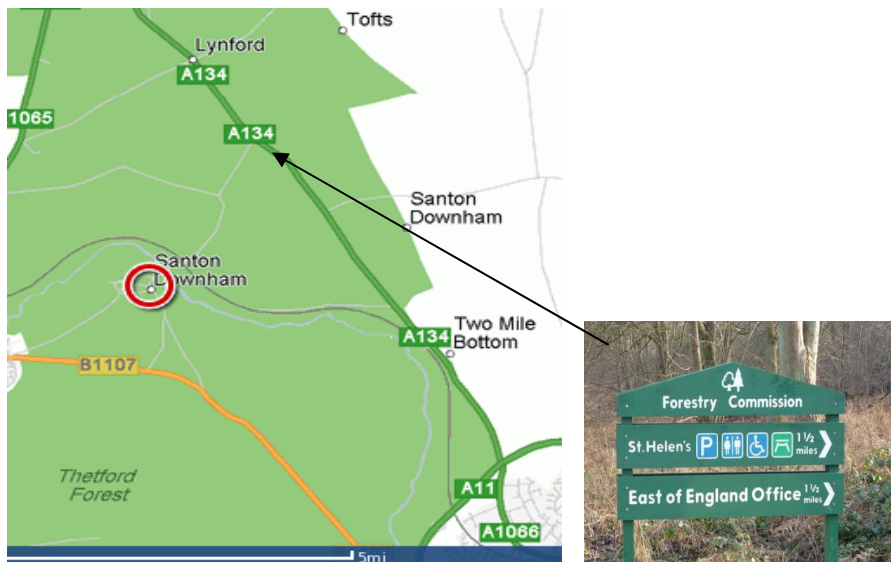 Tofts
Lynford
A134
1065
A134
Santon
Downham
Santon
Downham
Two Mile
Bottom
A134
B1107
Thetford
Forest
A11
A1066
5mi
Forestry Commission
St.Helen's P 1½ miles
East of England Office 1½ miles